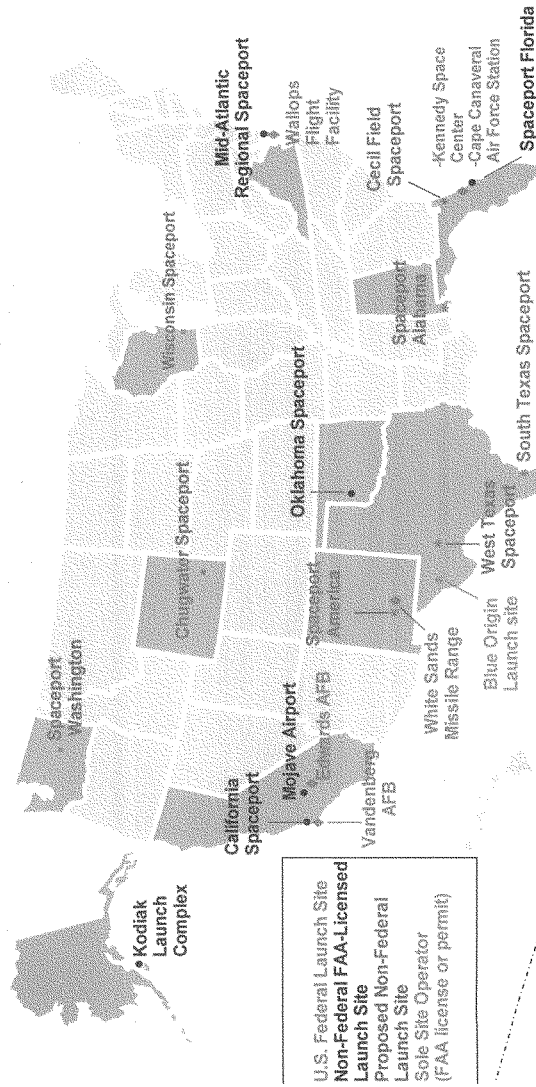 Kodiak
Launch
Complex
Spaceport
Washington
California
Spaceport
Mojave Airport
Edwards AFB
Vandenberg
AFB
Chugwater Spaceport
Spaceport
America
White Sands
Missile Range
Blue Origin
Launch site
West Texas
Spaceport
South Texas Spaceport
Oklahoma Spaceport
Wisconsin Spaceport
Spaceport
Alabama
Mid-Atlantic
Regional Spaceport
Wallops
Flight
Facility
Cecil Field
Spaceport
-Kennedy Space
Center
-Cape Canaveral
Air Force Station
Spaceport Florida
U.S. Federal Launch Site
Non-Federal FAA-Licensed
Launch Site
Proposed Non-Federal
Launch Site
Sole Site Operator
(FAA license or permit)